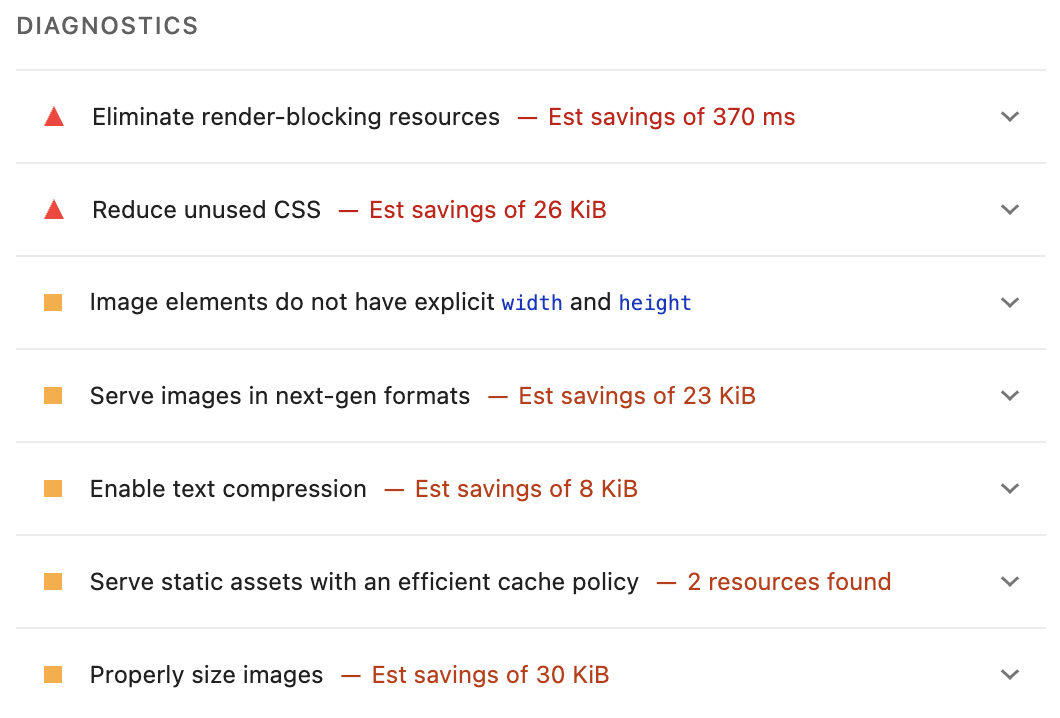 DIAGNOSTICS
Eliminate render-blocking resources — Est savings of 370 ms
Reduce unused CSS — Est savings of 26 KiB
Image elements do not have explicit width and height
Serve images in next-gen formats — Est savings of 23 KiB
Enable text compression — Est savings of 8 KiB
Serve static assets with an efficient cache policy — 2 resources found
Properly size images — Est savings of 30 KiB